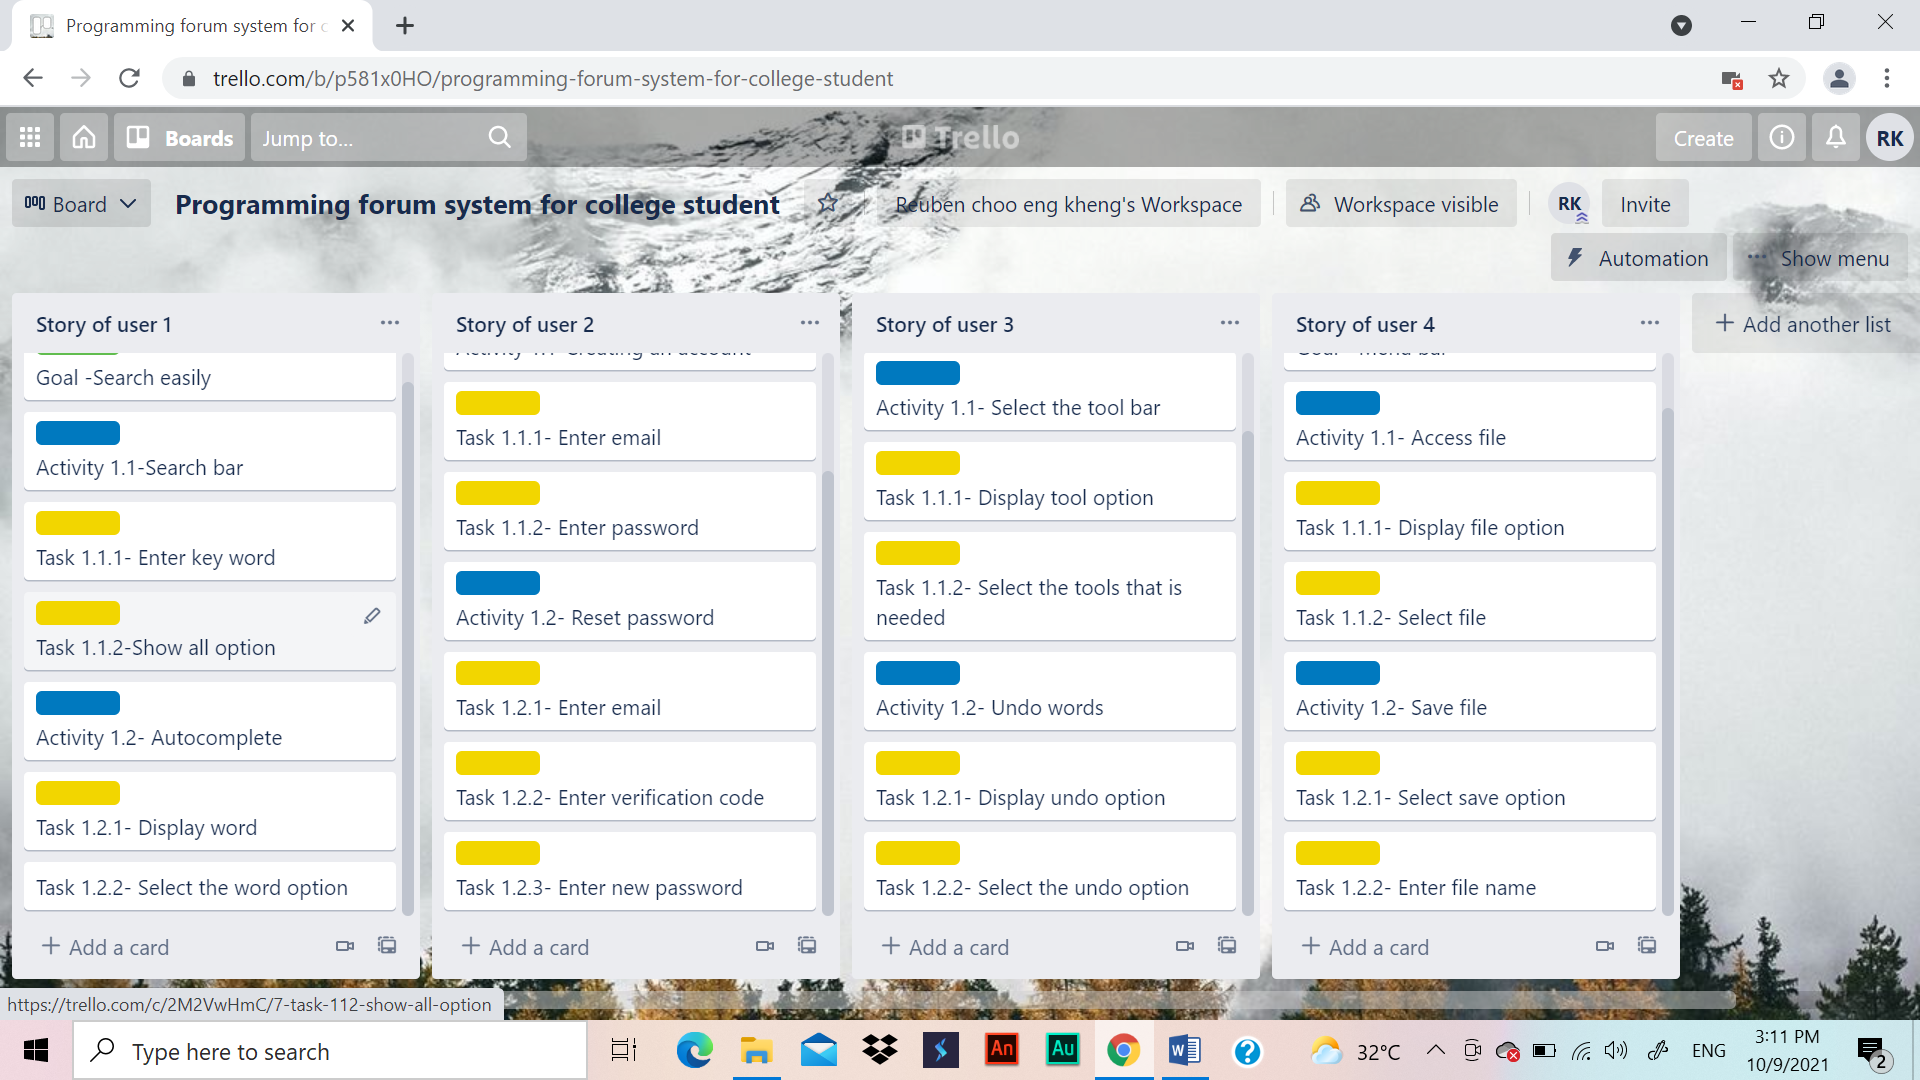 Programming forum system for c
trello.com/b/p581x0HO/programming-forum-system-for-college-student
Boards
Jump to...
Trello
Create
RK
Board
Programming forum system for college student
Reuben choo eng kheng's Workspace
Workspace visible
RK
Invite
Automation
Show menu
Story of user 1
Goal -Search easily
Activity 1.1-Search bar
Task 1.1.1- Enter key word
Task 1.1.2-Show all option
Activity 1.2- Autocomplete
Task 1.2.1- Display word
Task 1.2.2- Select the word option
+ Add a card
Story of user 2
Activity 1.1-Creating an account
Task 1.1.1- Enter email
Task 1.1.2- Enter password
Activity 1.2- Reset password
Task 1.2.1- Enter email
Task 1.2.2- Enter verification code
Task 1.2.3- Enter new password
+ Add a card
Story of user 3
Activity 1.1- Select the tool bar
Task 1.1.1- Display tool option
Task 1.1.2- Select the tools that is
needed
Activity 1.2- Undo words
Task 1.2.1- Display undo option
Task 1.2.2- Select the undo option
+ Add a card
Story of user 4
Goal - Menu bar
Activity 1.1- Access file
Task 1.1.1- Display file option
Task 1.1.2- Select file
Activity 1.2- Save file
Task 1.2.1- Select save option
Task 1.2.2- Enter file name
+ Add a card
+ Add another list
https://trello.com/c/2M2VwHmC/7-task-112-show-all-option
Type here to search
An
Au
32°C
ENG
3:11 PM
10/9/2021
2